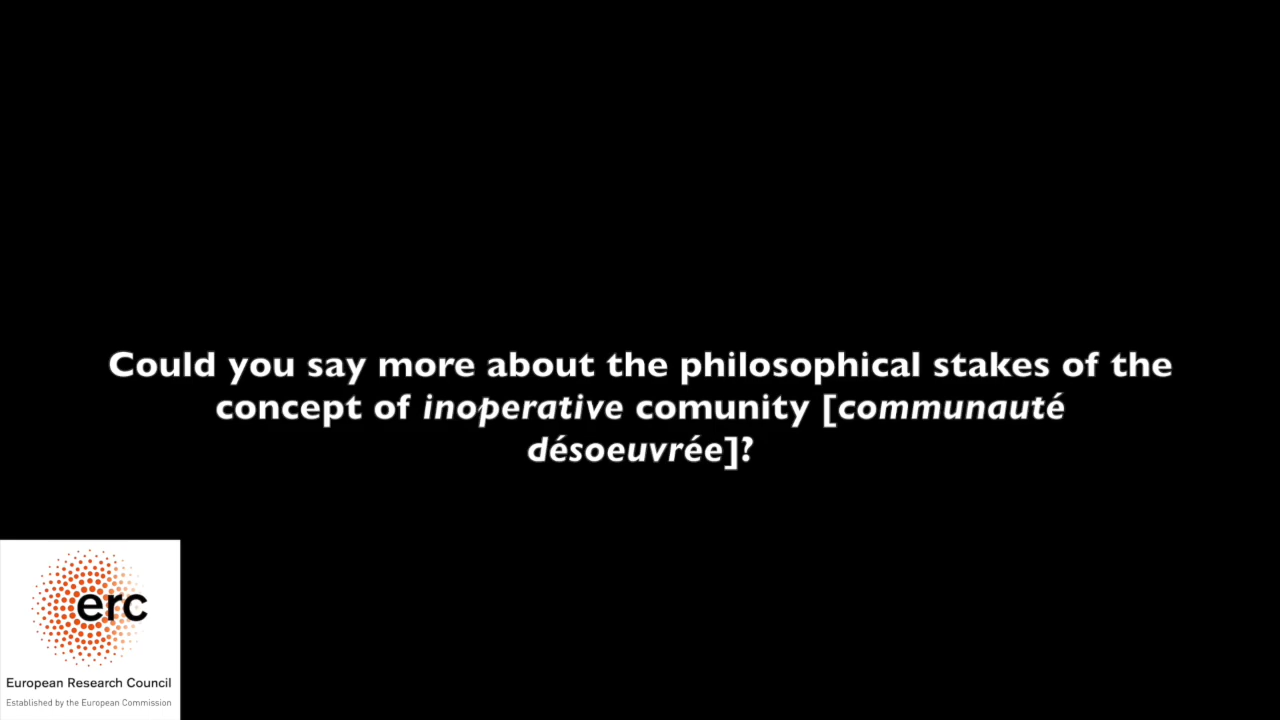 Could you say more about the philosophical stakes of the
concept of inoperative comunity [communauté
désoeuvrée]?
erc
European Research Council
Established by the European Commission